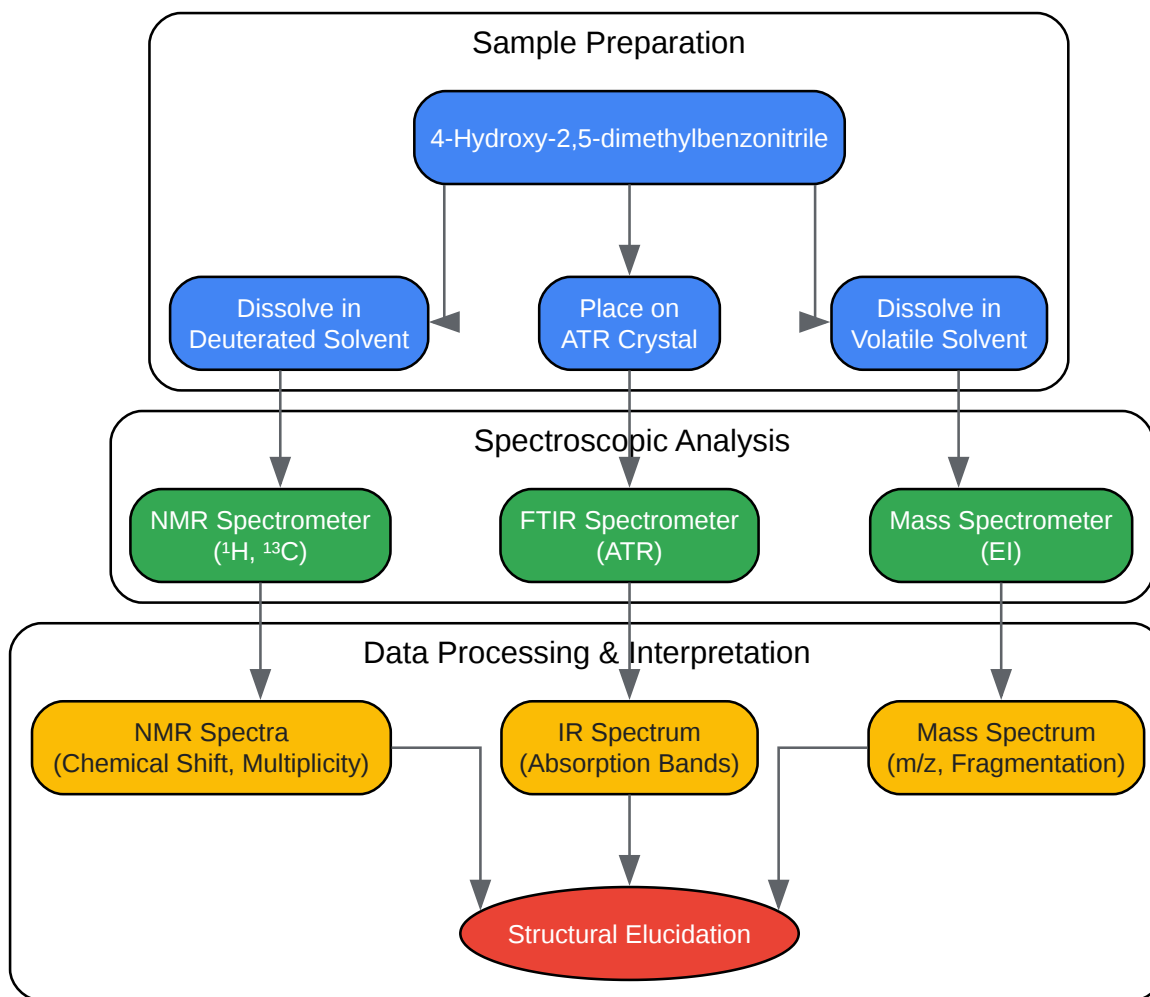 Sample Preparation
4-Hydroxy-2,5-dimethylbenzonitrile
Dissolve in
Deuterated Solvent
Place on
ATR Crystal
Dissolve in
Volatile Solvent
Spectroscopic Analysis
NMR Spectrometer
(¹H, ¹³C)
FTIR Spectrometer
(ATR)
Mass Spectrometer
(EI)
Data Processing & Interpretation
NMR Spectra
(Chemical Shift, Multiplicity)
IR Spectrum
(Absorption Bands)
Mass Spectrum
(m/z, Fragmentation)
Structural Elucidation